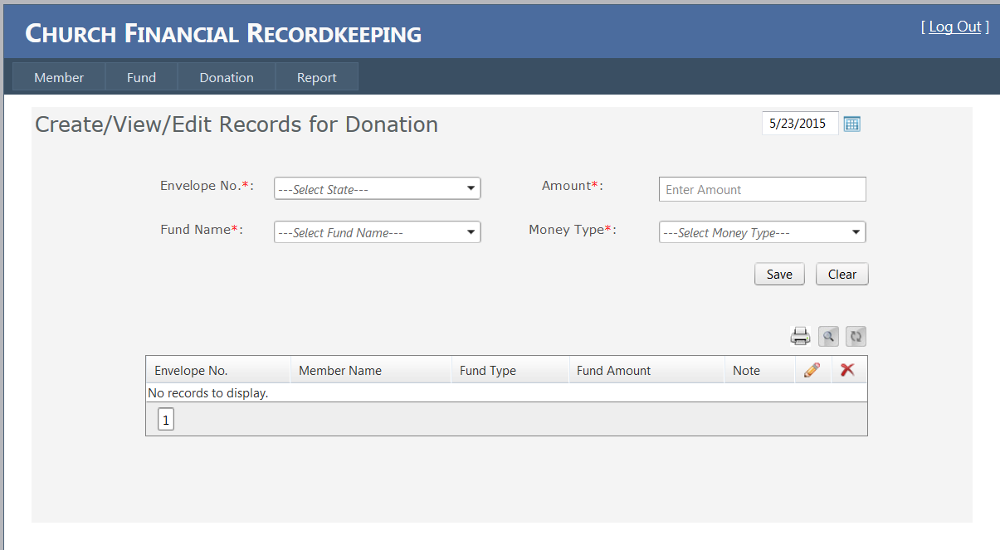 CHURCH FINANCIAL RECORDKEEPING
[ Log Out ]
Member Fund Donation Report
Create/View/Edit Records for Donation
5/23/2015
Envelope No.*: ---Select State--- Amount*: Enter Amount
Fund Name*: ---Select Fund Name--- Money Type*: ---Select Money Type---
Save Clear
Envelope No. Member Name Fund Type Fund Amount Note
No records to display.
1